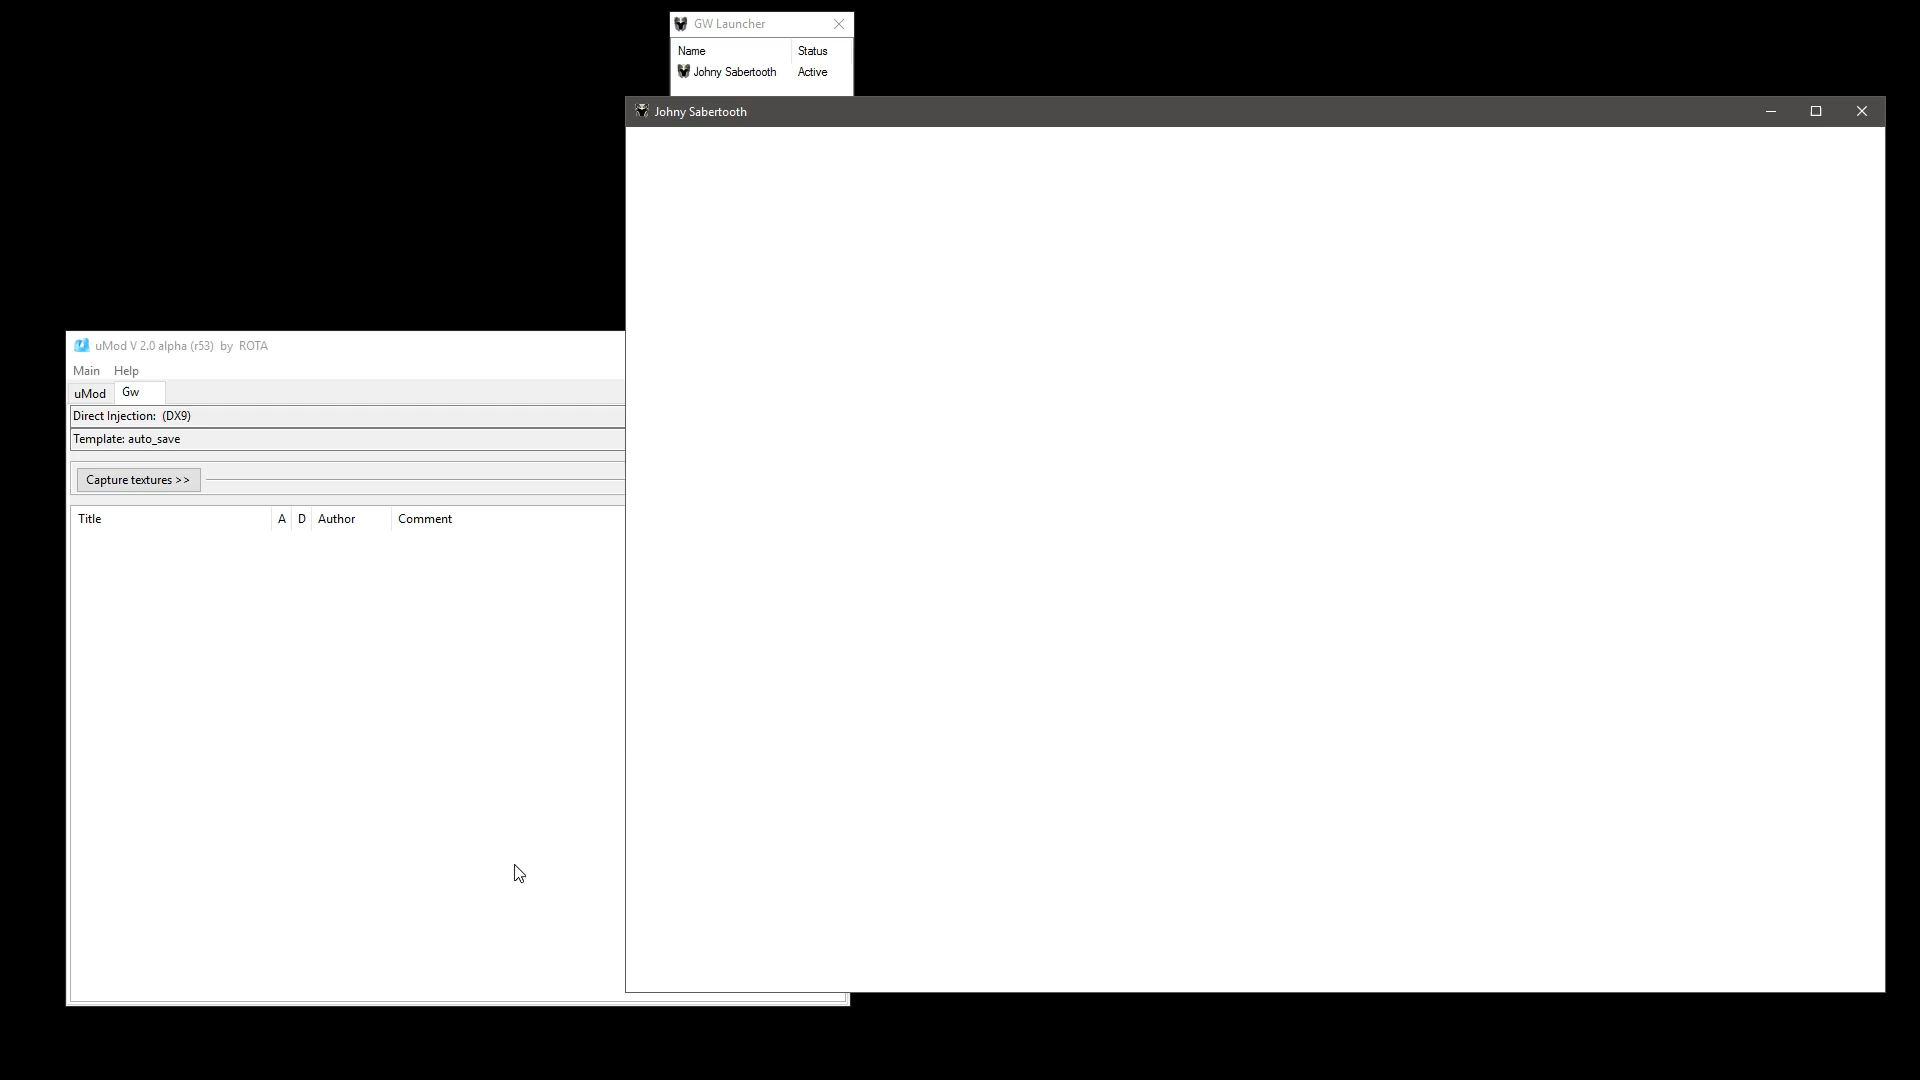 GW Launcher
Name Status
Johny Sabertooth Active
Johny Sabertooth
uMod V 2.0 alpha (r53) by ROTA
Main Help
uMod Gw
Direct Injection: (DX9)
Template: auto_save
Capture textures >>
Title A D Author Comment